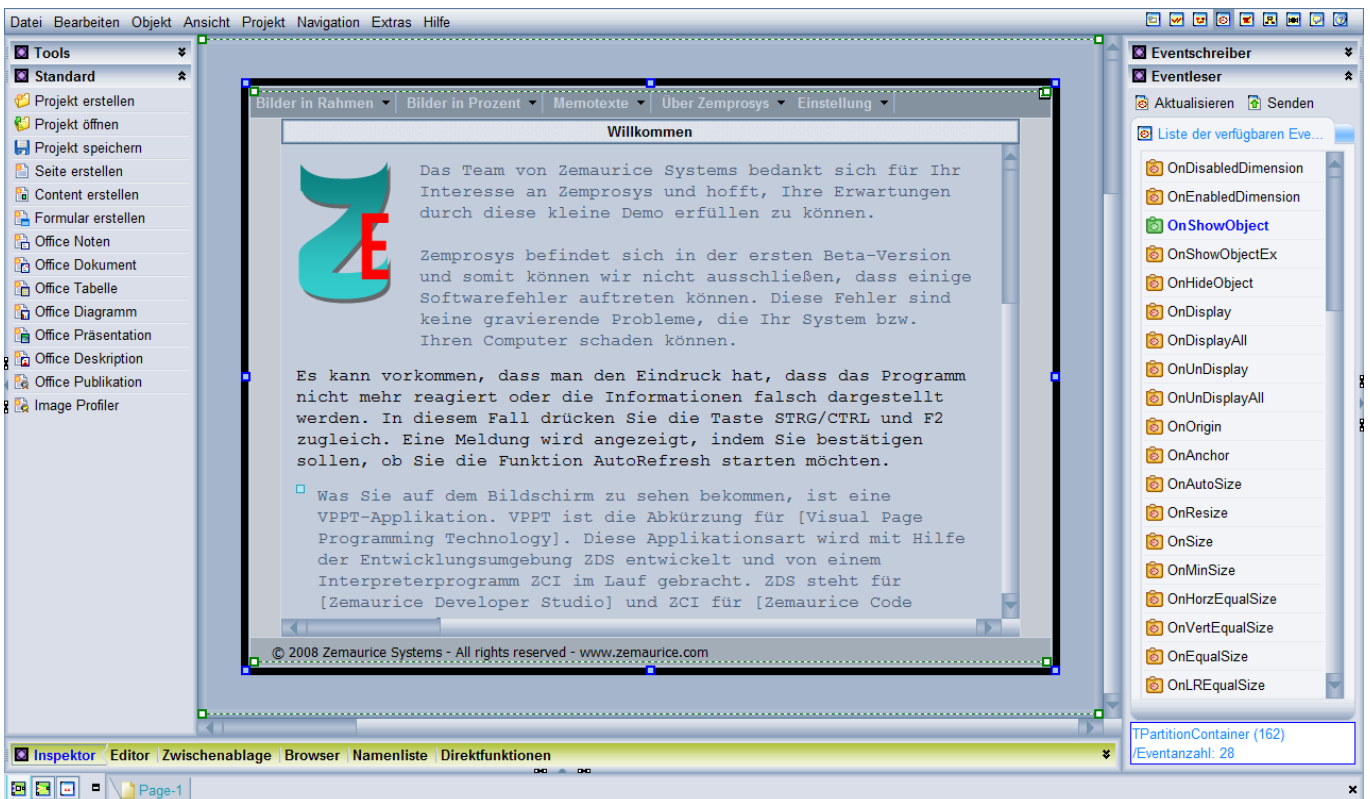 Datei Bearbeiten Objekt Ansicht Projekt Navigation Extras Hilfe
Tools
Standard
Projekt erstellen
Projekt öffnen
Projekt speichern
Seite erstellen
Content erstellen
Formular erstellen
Office Noten
Office Dokument
Office Tabelle
Office Diagramm
Office Präsentation
Office Deskription
Office Publikation
Image Profiler
Bilder in Rahmen Bilder in Prozent Memotexte Über Zemprosys Einstellung
Willkommen
ZE
Das Team von Zemaurice Systems bedankt sich für Ihr
Interesse an Zemprosys und hofft, Ihre Erwartungen
durch diese kleine Demo erfüllen zu können.
Zemprosys befindet sich in der ersten Beta-Version
und somit können wir nicht ausschließen, dass einige
Softwarefehler auftreten können. Diese Fehler sind
keine gravierende Probleme, die Ihr System bzw.
Ihren Computer schaden können.
Es kann vorkommen, dass man den Eindruck hat, dass das Programm
nicht mehr reagiert oder die Informationen falsch dargestellt
werden. In diesem Fall drücken Sie die Taste STRG/CTRL und F2
zugleich. Eine Meldung wird angezeigt, indem Sie bestätigen
sollen, ob Sie die Funktion AutoRefresh starten möchten.
Was Sie auf dem Bildschirm zu sehen bekommen, ist eine
VPPT-Applikation. VPPT ist die Abkürzung für [Visual Page
Programming Technology]. Diese Applikationsart wird mit Hilfe
der Entwicklungsumgebung ZDS entwickelt und von einem
Interpreterprogramm ZCI im Lauf gebracht. ZDS steht für
[Zemaurice Developer Studio] und ZCI für [Zemaurice Code
© 2008 Zemaurice Systems - All rights reserved - www.zemaurice.com
Eventschreiber
Eventleser
Aktualisieren Senden
Liste der verfügbaren Eve...
OnDisabledDimension
OnEnabledDimension
OnShowObject
OnShowObjectEx
OnHideObject
OnDisplay
OnDisplayAll
OnUnDisplay
OnUnDisplayAll
OnOrigin
OnAnchor
OnAutoSize
OnResize
OnSize
OnMinSize
OnHorzEqualSize
OnVertEqualSize
OnEqualSize
OnLREqualSize
TPartitionContainer (162)
/Eventanzahl: 28
Inspektor Editor Zwischenablage Browser Namenliste Direktfunktionen
Page-1